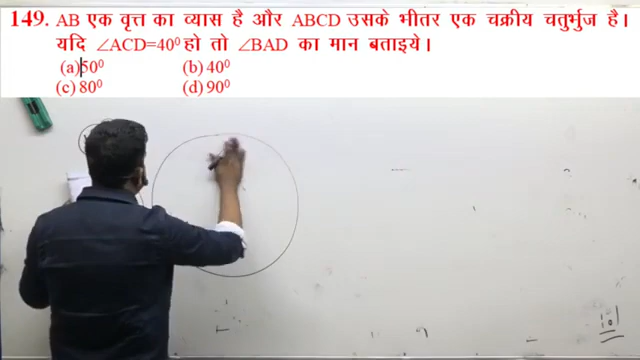 149. AB एक वृत्त का व्यास है और ABCD उसके भीतर एक चक्रीय चतुर्भुज है।
यदि ∠ACD=40⁰ हो तो ∠BAD का मान बताइये।
(a) 50⁰ (b) 40⁰
(c) 80⁰ (d) 90⁰